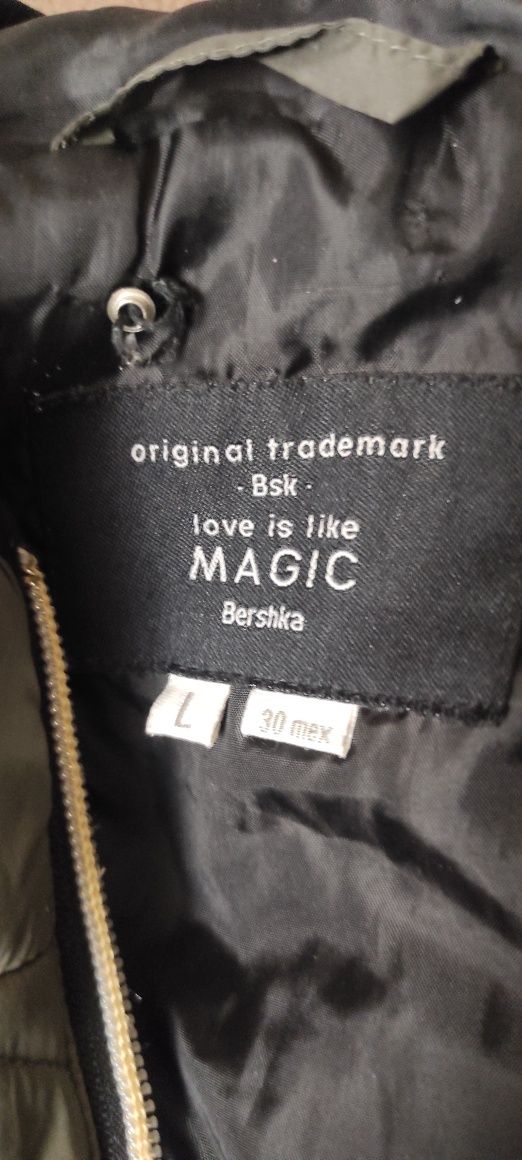 original trademark
- Bsk -
love is like
MAGIC
Bershka
L
30 mex